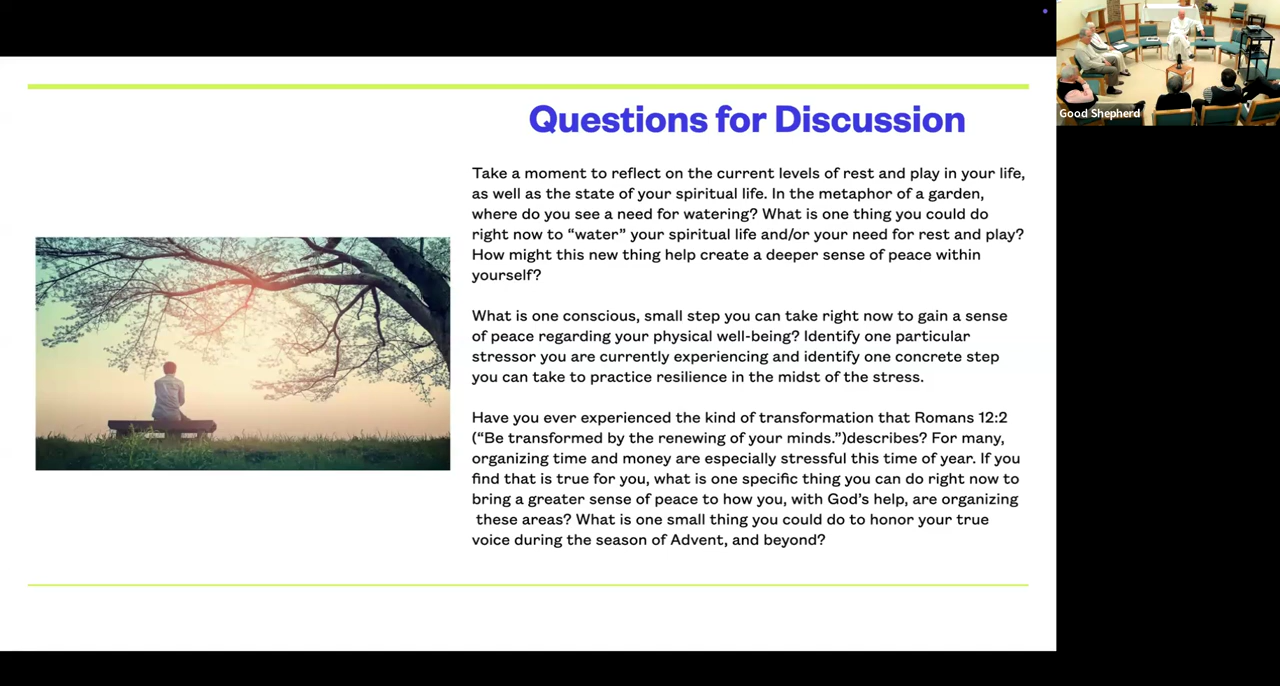 Questions for Discussion
Take a moment to reflect on the current levels of rest and play in your life,
as well as the state of your spiritual life. In the metaphor of a garden,
where do you see a need for watering? What is one thing you could do
right now to “water” your spiritual life and/or your need for rest and play?
How might this new thing help create a deeper sense of peace within
yourself?
What is one conscious, small step you can take right now to gain a sense
of peace regarding your physical well-being? Identify one particular
stressor you are currently experiencing and identify one concrete step
you can take to practice resilience in the midst of the stress.
Have you ever experienced the kind of transformation that Romans 12:2
(“Be transformed by the renewing of your minds.”)describes? For many,
organizing time and money are especially stressful this time of year. If you
find that is true for you, what is one specific thing you can do right now to
bring a greater sense of peace to how you, with God’s help, are organizing
these areas? What is one small thing you could do to honor your true
voice during the season of Advent, and beyond?
Good Shepherd